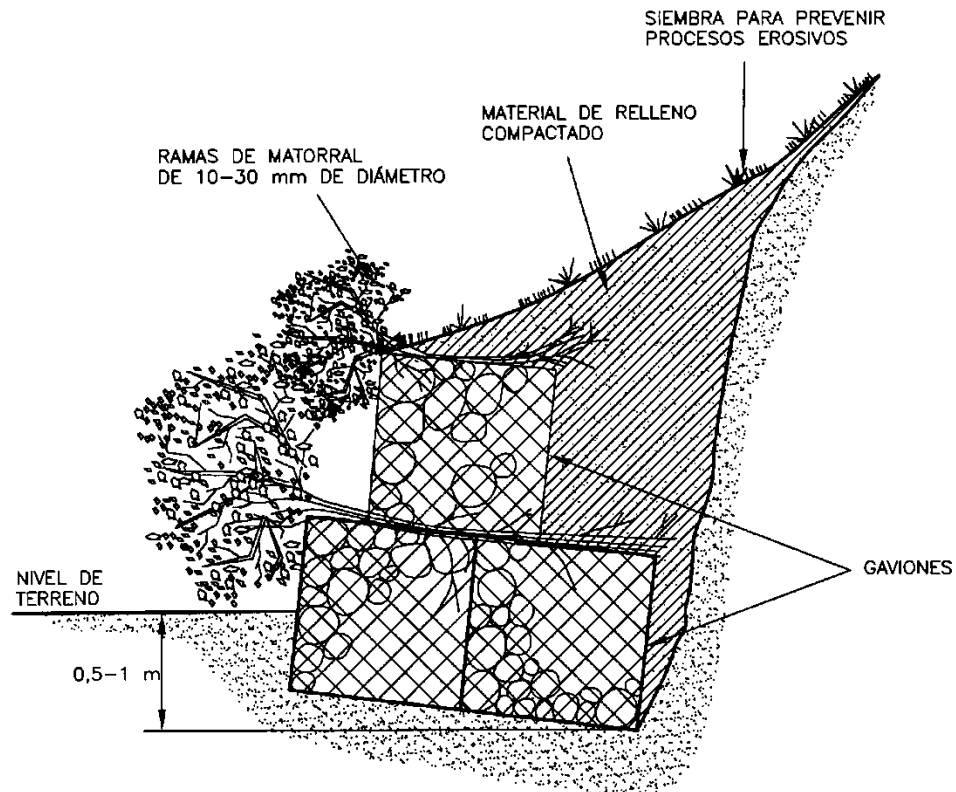 SIEMBRA PARA PREVENIR
PROCESOS EROSIVOS
MATERIAL DE RELLENO
COMPACTADO
RAMAS DE MATORRAL
DE 10-30 mm DE DIÁMETRO
GAVIONES
NIVEL DE
TERRENO
0,5-1 m